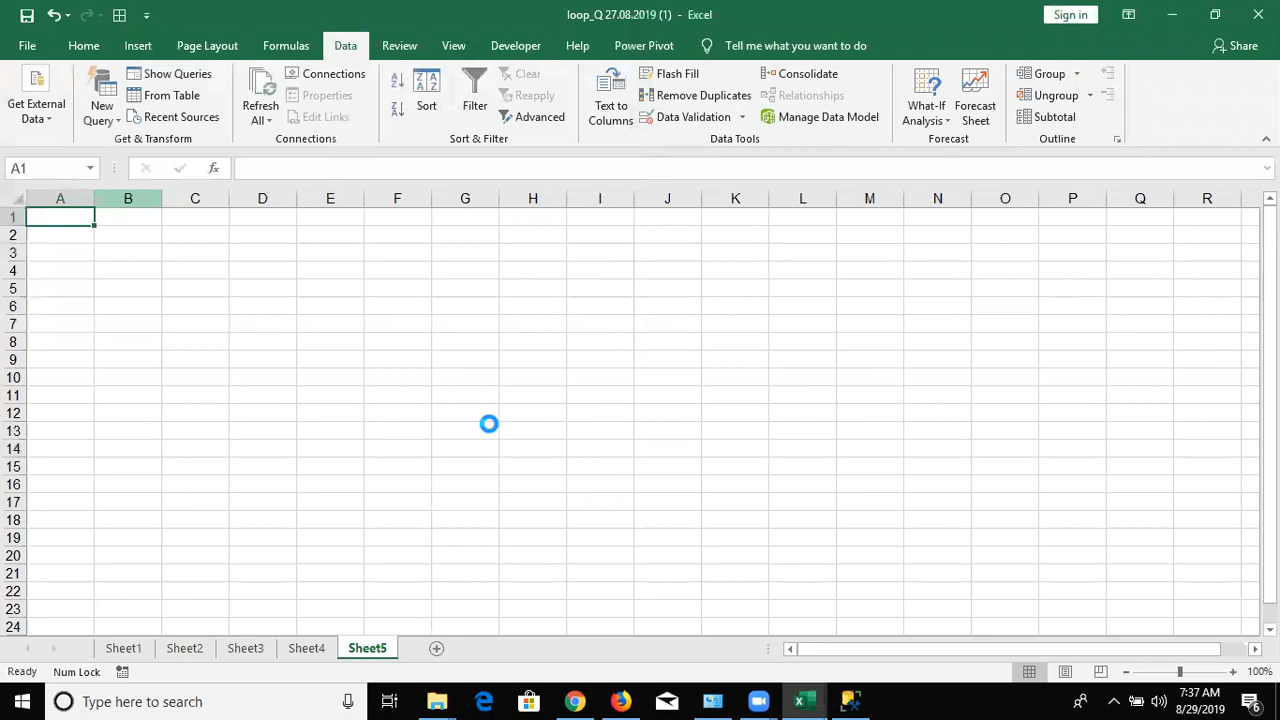 loop_Q 27.08.2019 (1) - Excel
Sign in
File Home Insert Page Layout Formulas Data Review View Developer Help Power Pivot Tell me what you want to do Share
Get External Data
New Query
Show Queries
From Table
Recent Sources
Get & Transform
Refresh All
Connections
Properties
Edit Links
Connections
Sort
Filter
Clear
Reapply
Advanced
Sort & Filter
Text to Columns
Flash Fill
Remove Duplicates
Data Validation
Consolidate
Relationships
Manage Data Model
Data Tools
What-If Analysis
Forecast Sheet
Forecast
Group
Ungroup
Subtotal
Outline
A1 fx
A B C D E F G H I J K L M N O P Q R
1
2
3
4
5
6
7
8
9
10
11
12
13
14
15
16
17
18
19
20
21
22
23
24
Sheet1 Sheet2 Sheet3 Sheet4 Sheet5
Ready Num Lock 100%
Type here to search
7:37 AM
8/29/2019
6